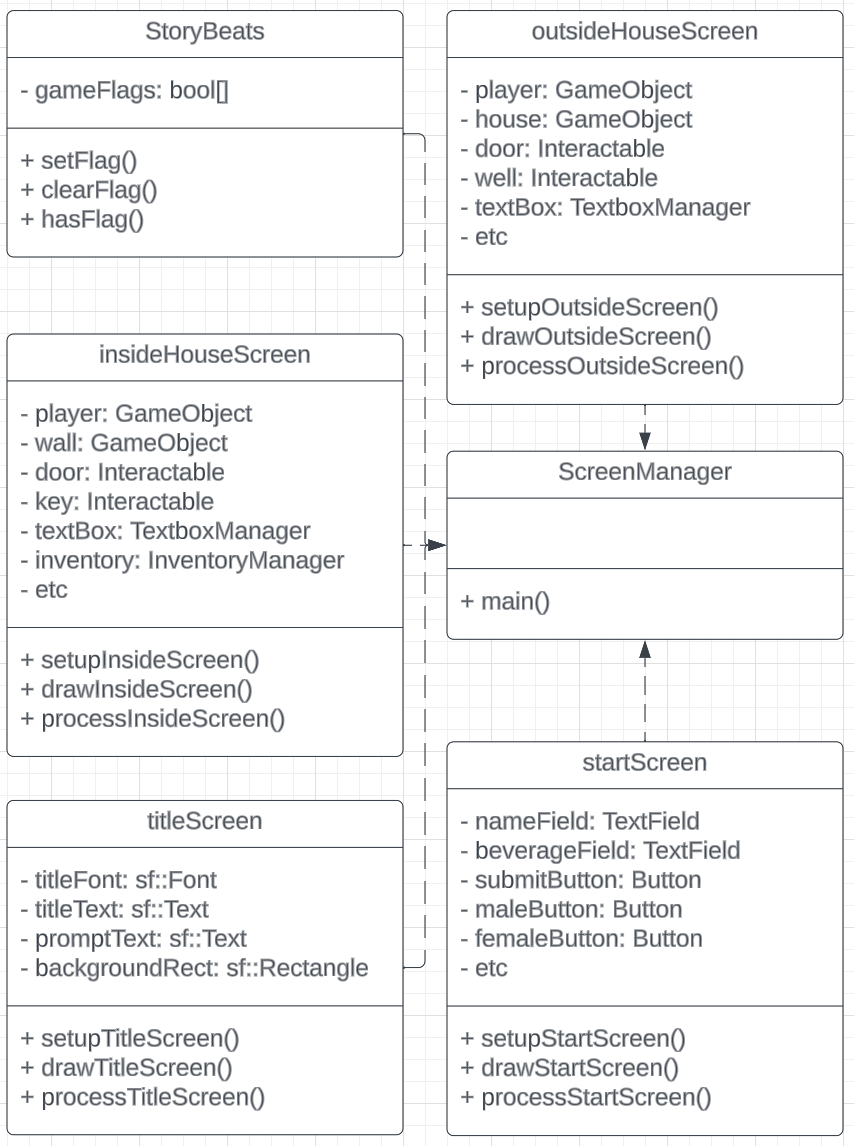 StoryBeats
- gameFlags: bool[]
+ setFlag()
+ clearFlag()
+ hasFlag()
outsideHouseScreen
- player: GameObject
- house: GameObject
- door: Interactable
- well: Interactable
- textBox: TextboxManager
- etc
+ setupOutsideScreen()
+ drawOutsideScreen()
+ processOutsideScreen()
insideHouseScreen
- player: GameObject
- wall: GameObject
- door: Interactable
- key: Interactable
- textBox: TextboxManager
- inventory: InventoryManager
- etc
+ setupInsideScreen()
+ drawInsideScreen()
+ processInsideScreen()
ScreenManager
+ main()
titleScreen
- titleFont: sf::Font
- titleText: sf::Text
- promptText: sf::Text
- backgroundRect: sf::Rectangle
+ setupTitleScreen()
+ drawTitleScreen()
+ processTitleScreen()
startScreen
- nameField: TextField
- beverageField: TextField
- submitButton: Button
- maleButton: Button
- femaleButton: Button
- etc
+ setupStartScreen()
+ drawStartScreen()
+ processStartScreen()